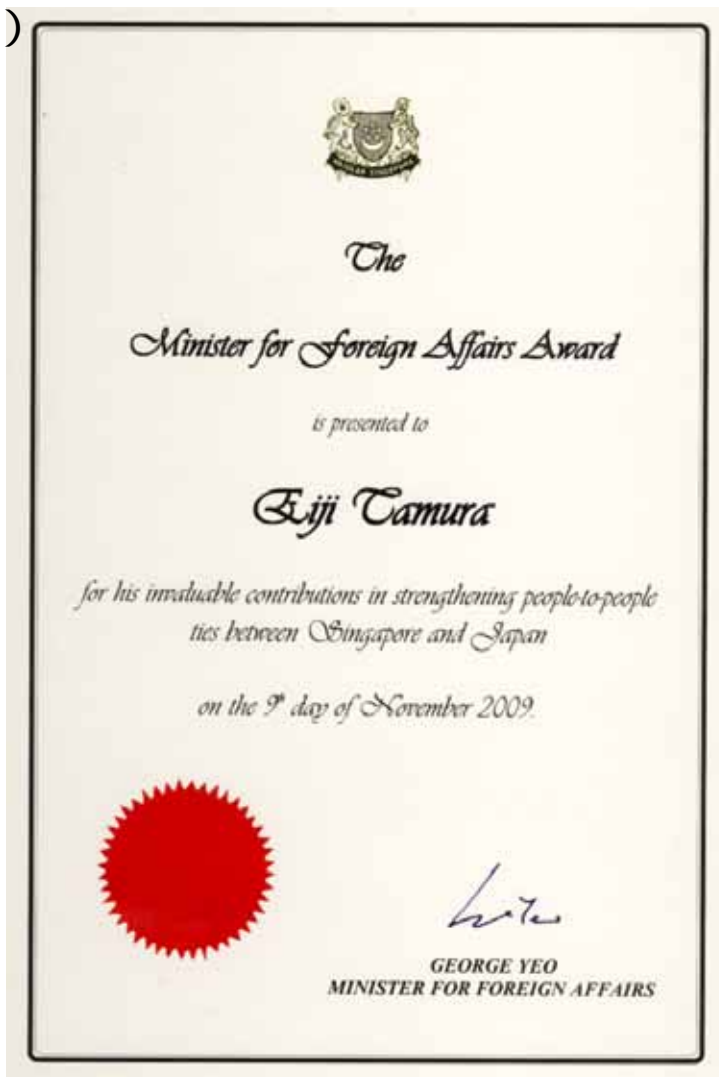 )
The
Minister for Foreign Affairs Award
is presented to
Eiji Tamura
for his invaluable contributions in strengthening people-to-people
ties between Singapore and Japan
on the 9th day of November 2009.
GEORGE YEO
MINISTER FOR FOREIGN AFFAIRS